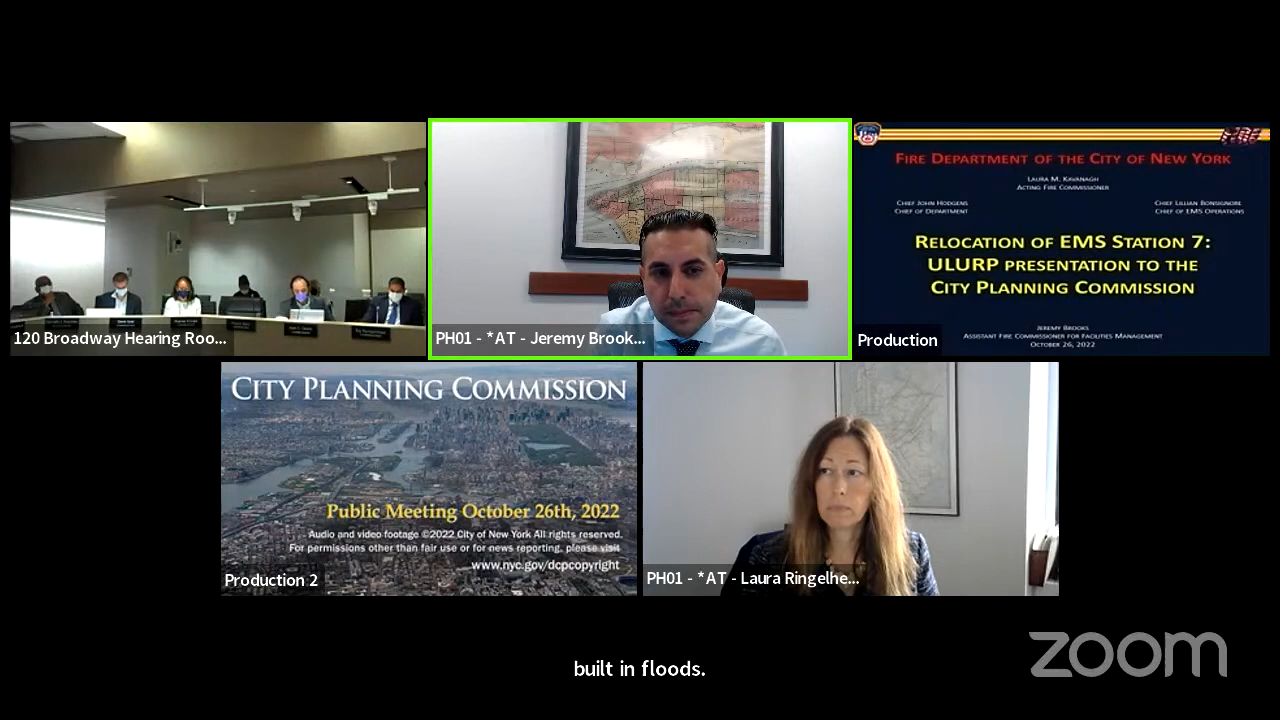 120 Broadway Hearing Roo...
PH01 - *AT - Jeremy Brook...
FIRE DEPARTMENT OF THE CITY OF NEW YORK
LAURA M. KAVANAGH
ACTING FIRE COMMISSIONER
CHIEF JOHN HODGENS
CHIEF OF DEPARTMENT
CHIEF LILLIAN BONSIGNORE
CHIEF OF EMS OPERATIONS
RELOCATION OF EMS STATION 7:
ULURP PRESENTATION TO THE
CITY PLANNING COMMISSION
JEREMY BROOKS
ASSISTANT FIRE COMMISSIONER FOR FACILITIES MANAGEMENT
OCTOBER 26, 2022
Production
CITY PLANNING COMMISSION
Public Meeting October 26th, 2022
Audio and video footage ©2022 City of New York All rights reserved.
For permissions other than fair use or for news reporting, please visit
www.nyc.gov/dcpcopyright
Production 2
PH01 - *AT - Laura Ringelhe...
built in floods.
zoom